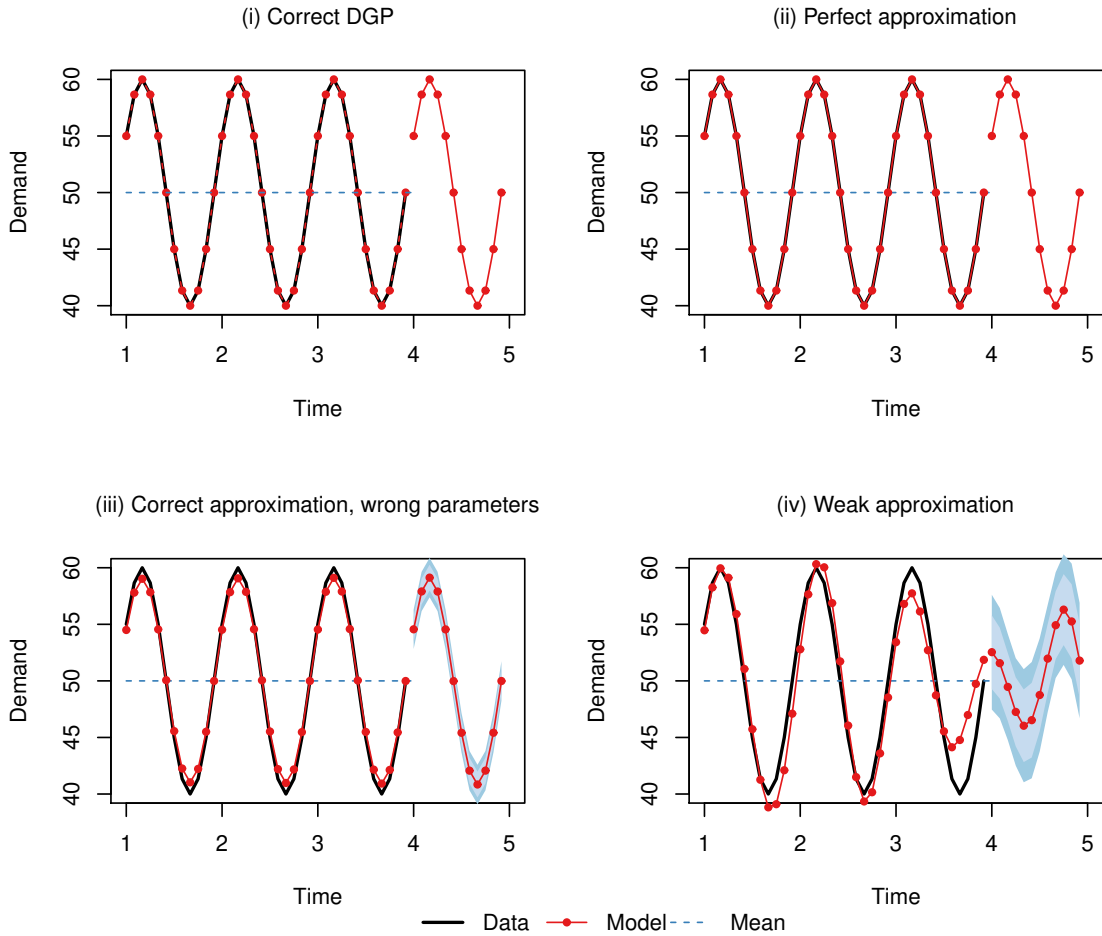 (i) Correct DGP
(ii) Perfect approximation
60
55
50
45
40
Demand
1 2 3 4 5
Time
60
55
50
45
40
Demand
1 2 3 4 5
Time
(iii) Correct approximation, wrong parameters
(iv) Weak approximation
60
55
50
45
40
Demand
1 2 3 4 5
Time
60
55
50
45
40
Demand
1 2 3 4 5
Time
Data Model Mean